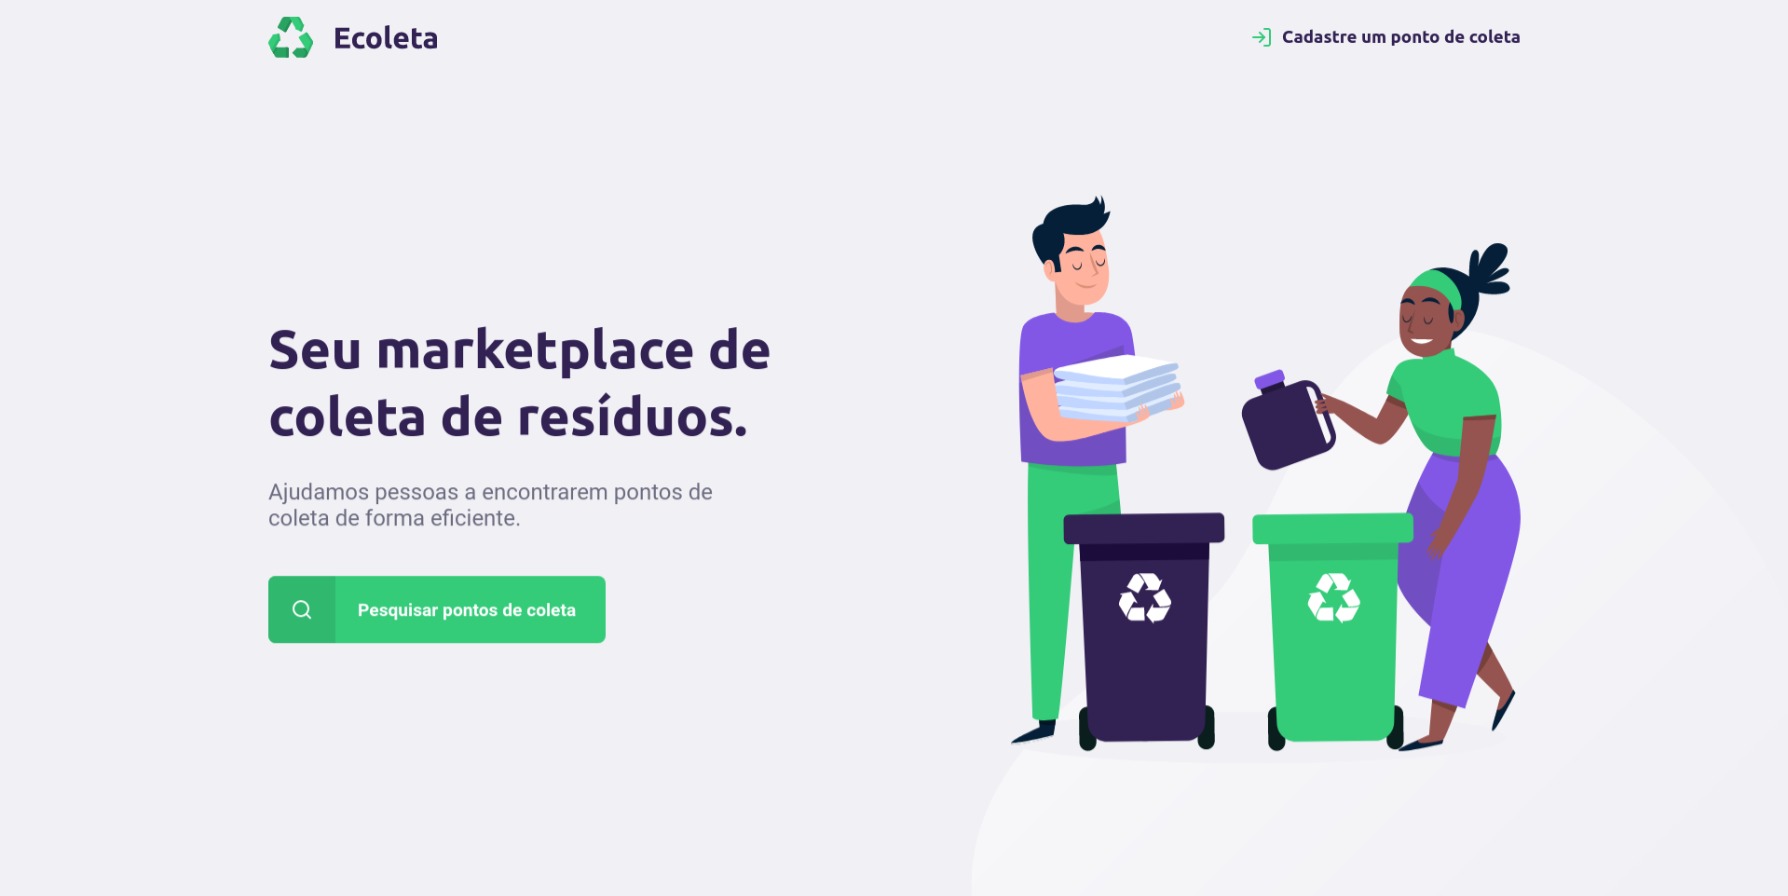 Ecoleta
Cadastre um ponto de coleta
Seu marketplace de
coleta de resíduos.
Ajudamos pessoas a encontrarem pontos de
coleta de forma eficiente.
Pesquisar pontos de coleta